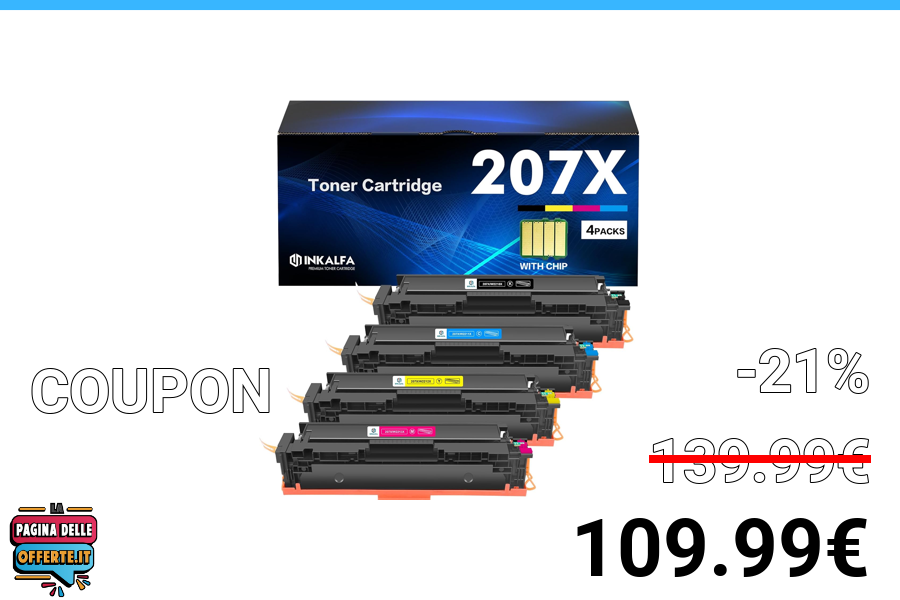 207X
Toner Cartridge
4PACKS
INKALFA
PREMIUM TONER CARTRIDGE
WITH CHIP
COUPON
-21%
139.99€
109.99€
LA
PAGINA DELLE
OFFERTE.IT